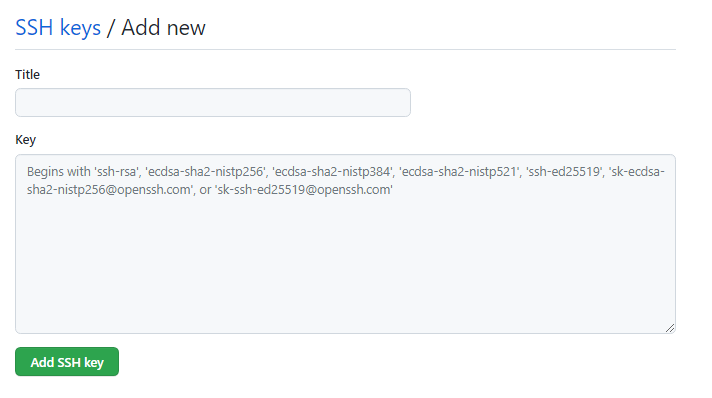 SSH keys / Add new
Title
Key
Begins with 'ssh-rsa', 'ecdsa-sha2-nistp256', 'ecdsa-sha2-nistp384', 'ecdsa-sha2-nistp521', 'ssh-ed25519', 'sk-ecdsa-
sha2-nistp256@openssh.com', or 'sk-ssh-ed25519@openssh.com'
Add SSH key